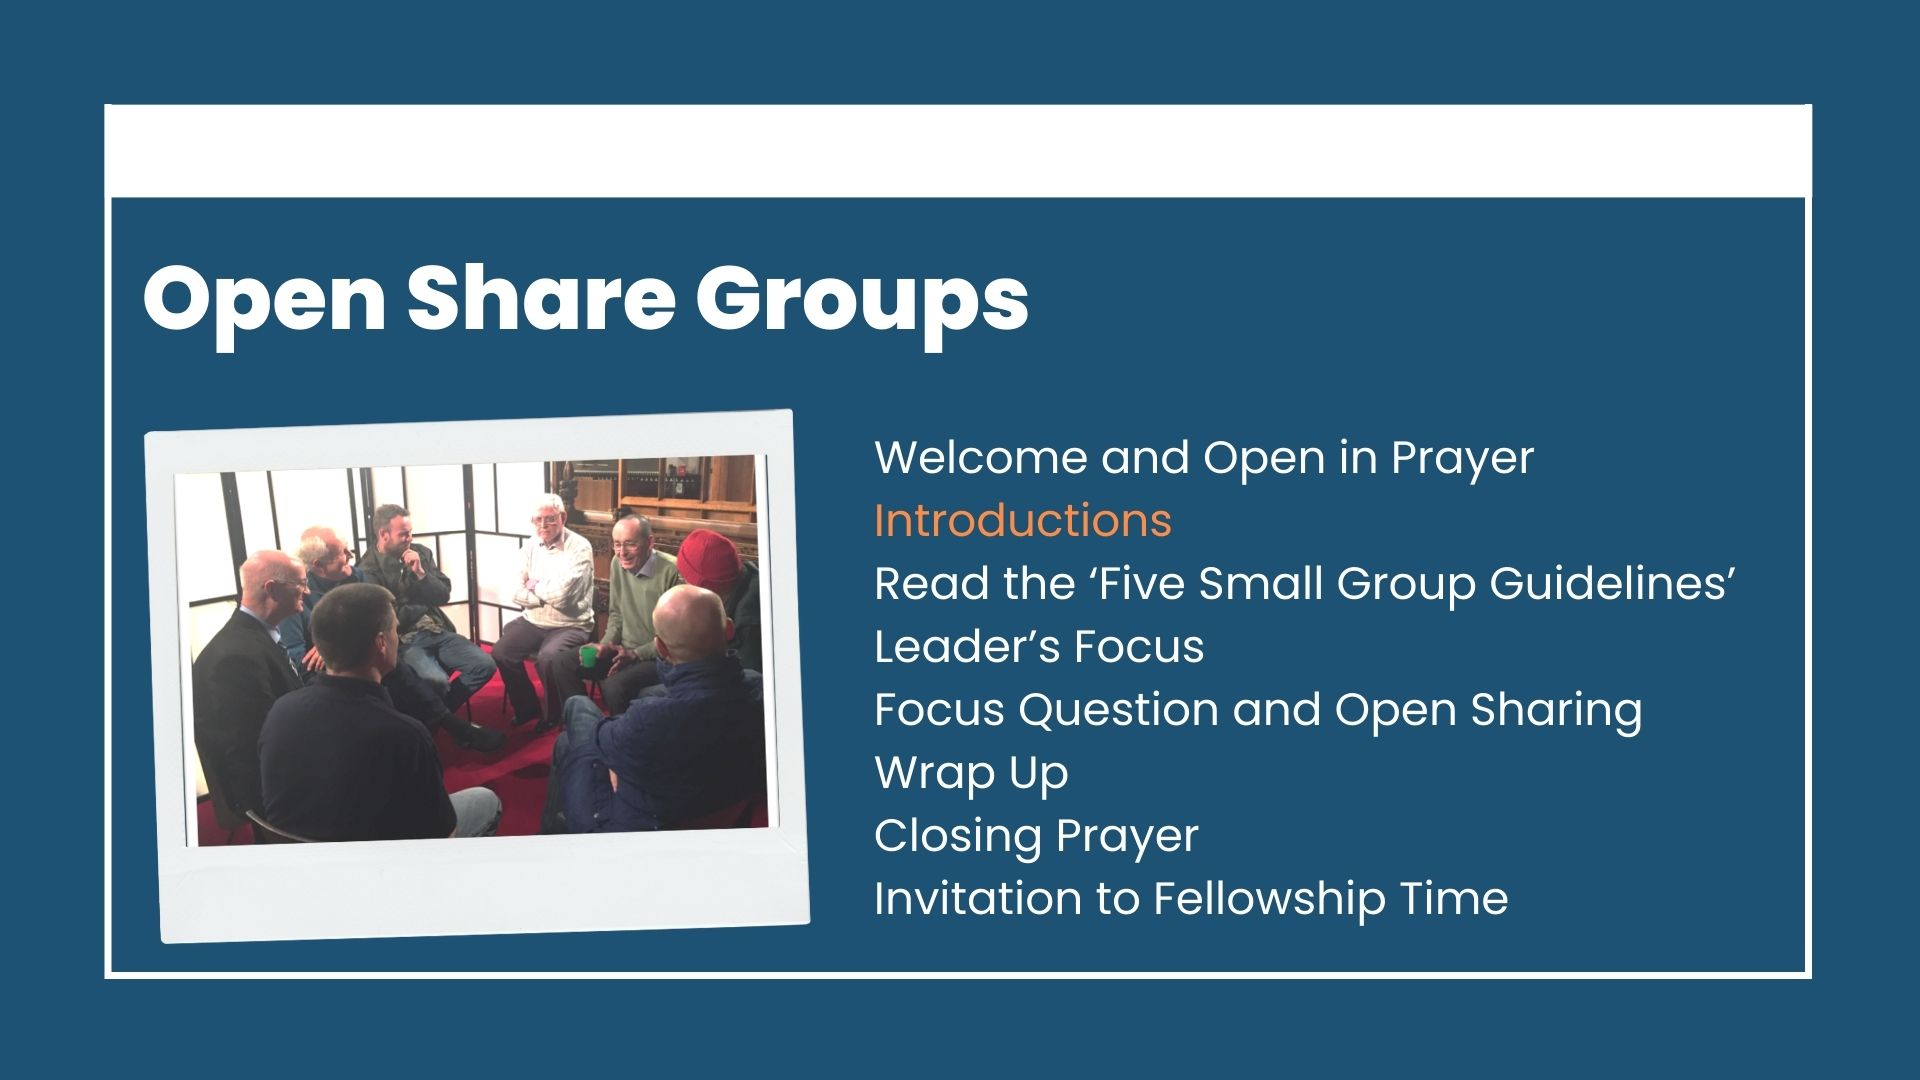 Open Share Groups
Welcome and Open in Prayer
Introductions
Read the ‘Five Small Group Guidelines’
Leader’s Focus
Focus Question and Open Sharing
Wrap Up
Closing Prayer
Invitation to Fellowship Time